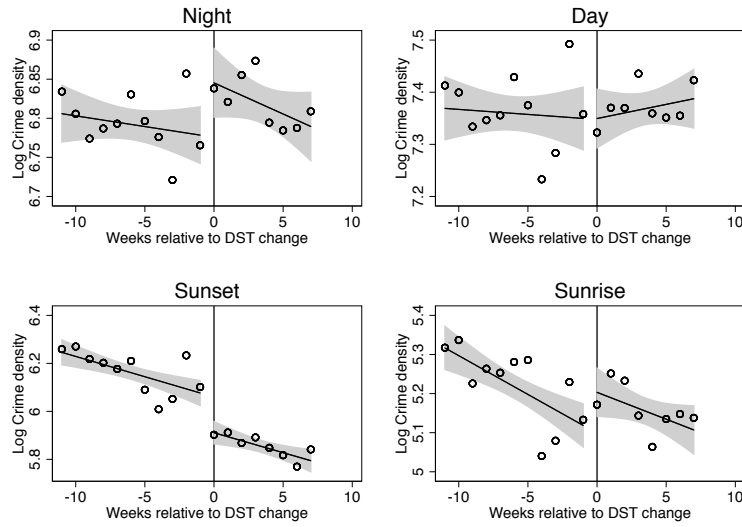 Night
Log Crime density
6.7 6.75 6.8 6.85 6.9
-10 -5 0 5 10
Weeks relative to DST change
Day
Log Crime density
7.2 7.3 7.4 7.5
-10 -5 0 5 10
Weeks relative to DST change
Sunset
Log Crime density
5.8 6 6.2 6.4
-10 -5 0 5 10
Weeks relative to DST change
Sunrise
Log Crime density
5 5.1 5.2 5.3 5.4
-10 -5 0 5 10
Weeks relative to DST change